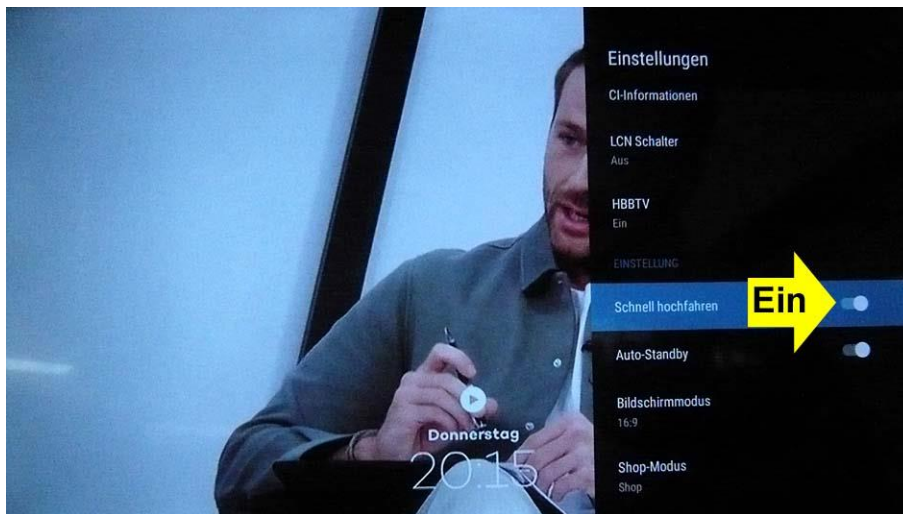 Einstellungen
CI-Informationen
LCN Schalter
Aus
HBBTV
Ein
EINSTELLUNG
Schnell hochfahren
Ein
Auto-Standby
Bildschirmmodus
16:9
Shop-Modus
Shop
Donnerstag
20:15